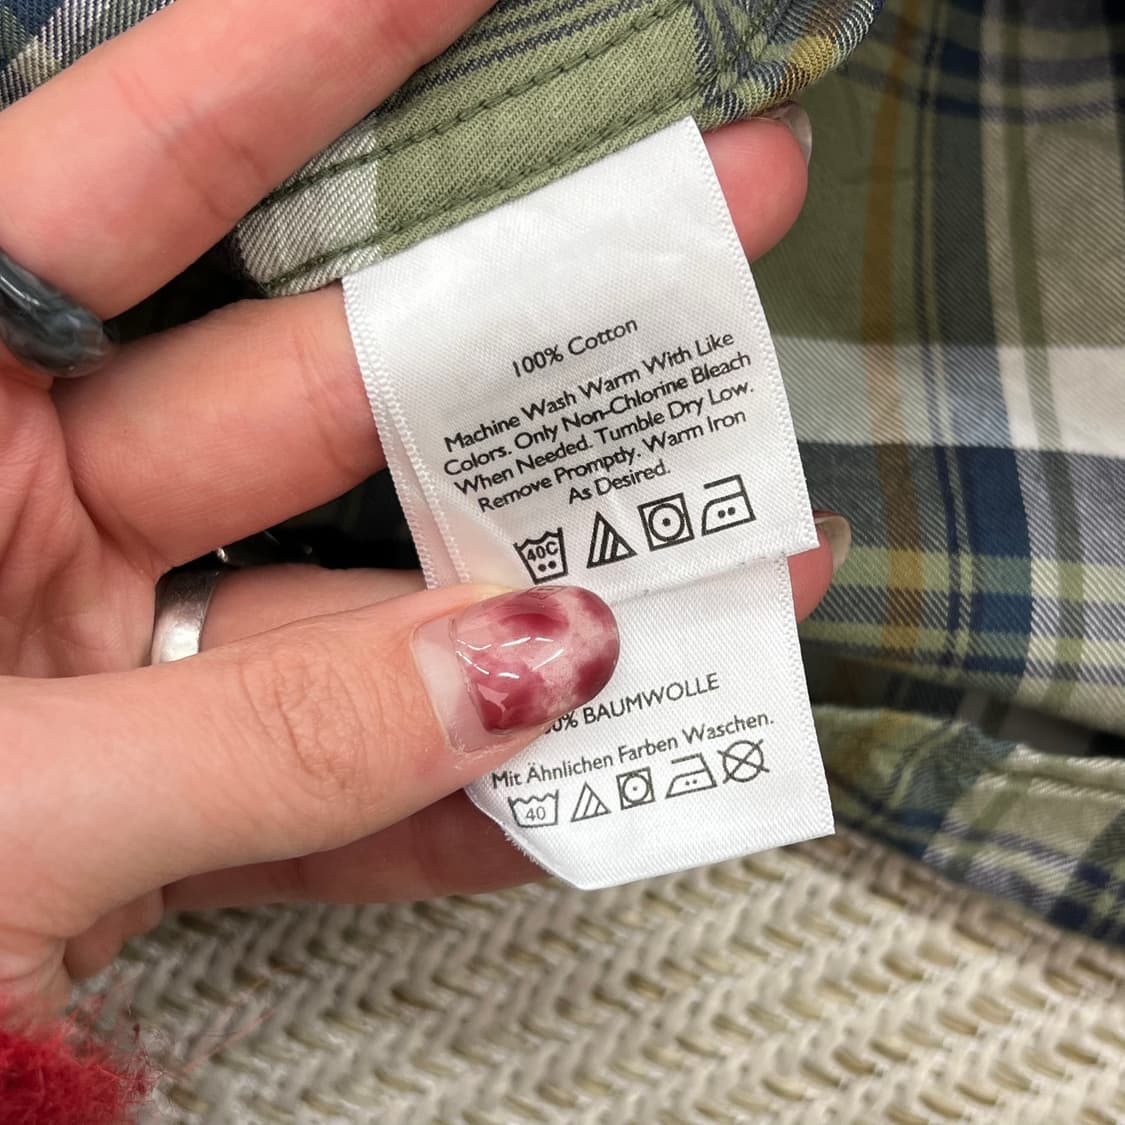 100% Cotton
Machine Wash Warm With Like
Colors. Only Non-Chlorine Bleach
When Needed. Tumble Dry Low.
Remove Promptly. Warm Iron
As Desired.
40C
BAUMWOLLE
Mit Ähnlichen Farben Waschen.
40